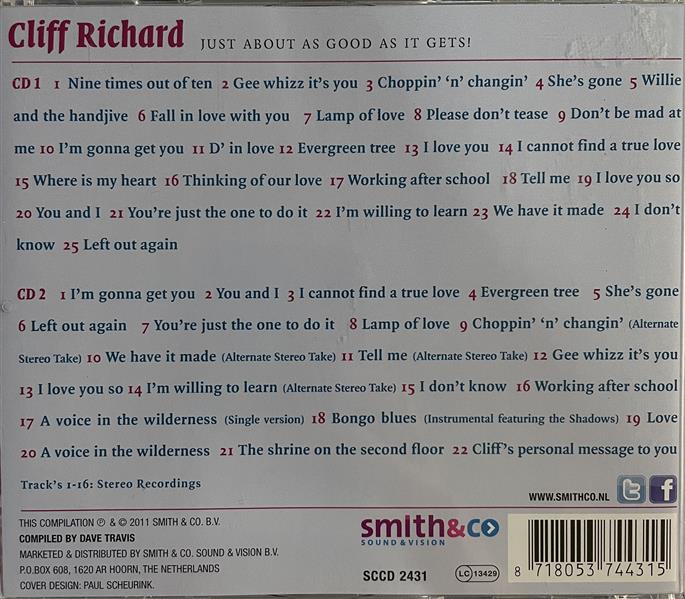 Cliff Richard JUST ABOUT AS GOOD AS IT GETS!
CD 1 1 Nine times out of ten 2 Gee whizz it's you 3 Choppin' 'n' changin' 4 She's gone 5 Willie
and the handjive 6 Fall in love with you 7 Lamp of love 8 Please don't tease 9 Don't be mad at
me 10 I'm gonna get you 11 D' in love 12 Evergreen tree 13 I love you 14 I cannot find a true love
15 Where is my heart 16 Thinking of our love 17 Working after school 18 Tell me 19 I love you so
20 You and I 21 You're just the one to do it 22 I'm willing to learn 23 We have it made 24 I don't
know 25 Left out again
CD 2 1 I'm gonna get you 2 You and I 3 I cannot find a true love 4 Evergreen tree 5 She's gone
6 Left out again 7 You're just the one to do it 8 Lamp of love 9 Choppin' 'n' changin' (Alternate
Stereo Take) 10 We have it made (Alternate Stereo Take) 11 Tell me (Alternate Stereo Take) 12 Gee whizz it's you
13 I love you so 14 I'm willing to learn (Alternate Stereo Take) 15 I don't know 16 Working after school
17 A voice in the wilderness (Single version) 18 Bongo blues (Instrumental featuring the Shadows) 19 Love
20 A voice in the wilderness 21 The shrine on the second floor 22 Cliff's personal message to you
Track's 1-16: Stereo Recordings
WWW.SMITHCO.NL t f
THIS COMPILATION ℗ & © 2011 SMITH & CO. B.V.
COMPILED BY DAVE TRAVIS
MARKETED & DISTRIBUTED BY SMITH & CO. SOUND & VISION B.V.
P.O.BOX 608, 1620 AR HOORN, THE NETHERLANDS
COVER DESIGN: PAUL SCHEURINK.
smith&co
SOUND & VISION
SCCD 2431 LC 13429
8 718053 744315